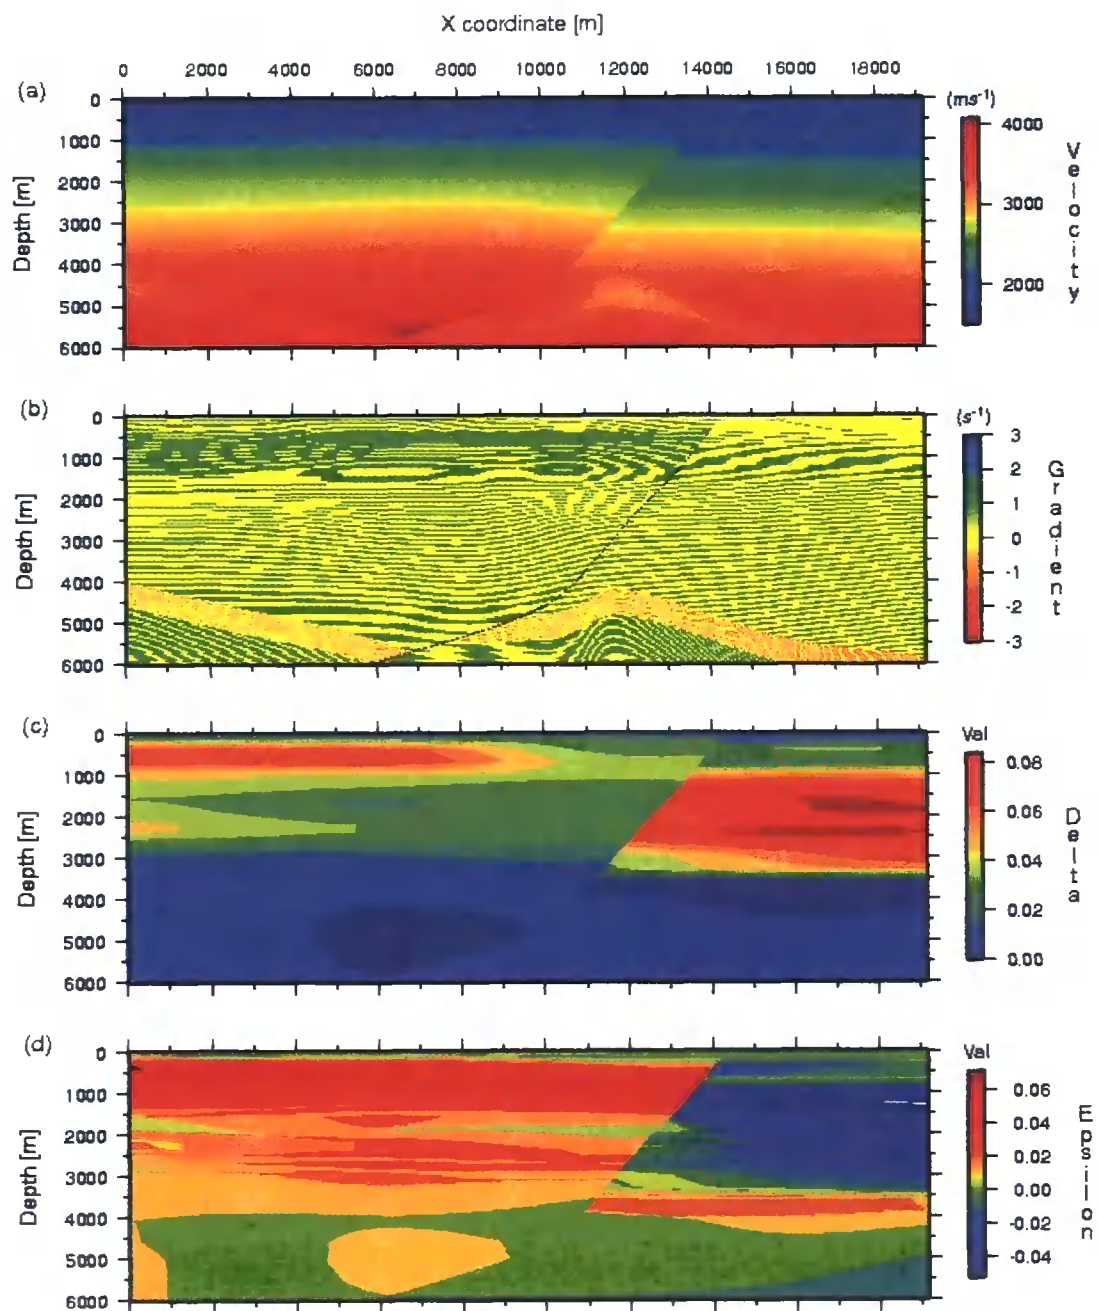 X coordinate [m]
0 2000 4000 6000 8000 10000 12000 14000 16000 18000
(a)
0
1000
2000
3000
4000
5000
6000
Depth [m]
(ms⁻¹)
4000
3000
2000
Velocity
(b)
0
1000
2000
3000
4000
5000
6000
Depth [m]
(s⁻¹)
3
2
1
0
-1
-2
-3
Gradient
(c)
0
1000
2000
3000
4000
5000
6000
Depth [m]
Val
0.08
0.06
0.04
0.02
0.00
Delta
(d)
0
1000
2000
3000
4000
5000
6000
Depth [m]
Val
0.06
0.04
0.02
0.00
-0.02
-0.04
Epsilon